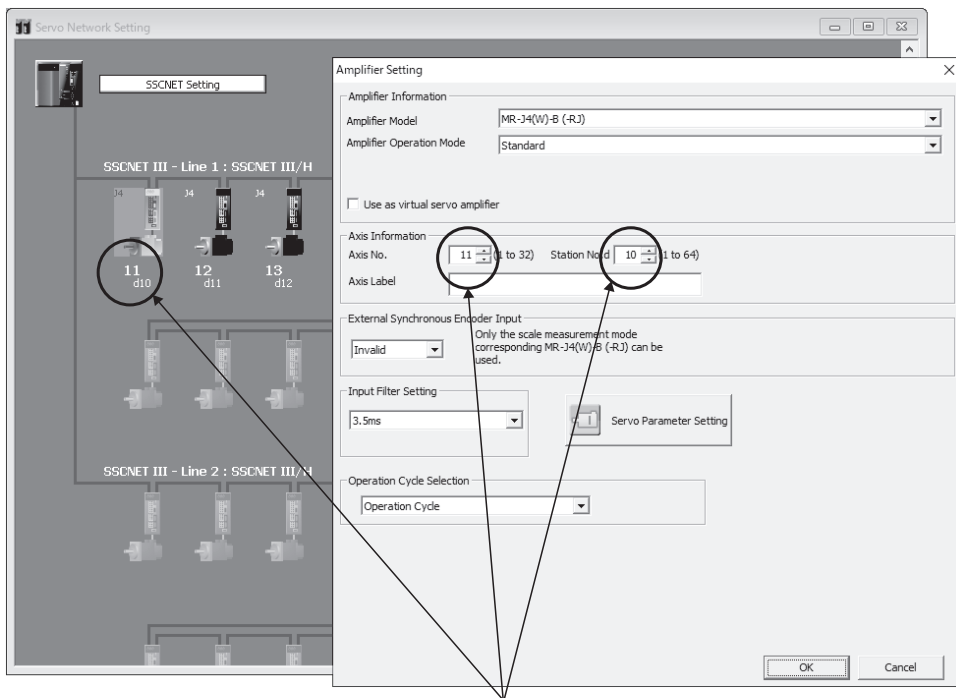 Servo Network Setting
SSCNET Setting
SSCNET III - Line 1 : SSCNET III/H
J4
J4
J4
11
d10
12
d11
13
d12
SSCNET III - Line 2 : SSCNET III/H
Amplifier Setting
Amplifier Information
Amplifier Model
MR-J4(W)-B (-RJ)
Amplifier Operation Mode
Standard
Use as virtual servo amplifier
Axis Information
Axis No.
11
(1 to 32)
Station No.
d
10
(1 to 64)
Axis Label
External Synchronous Encoder Input
Invalid
Only the scale measurement mode
corresponding MR-J4(W)-B (-RJ) can be
used.
Input Filter Setting
3.5ms
Servo Parameter Setting
Operation Cycle Selection
Operation Cycle
OK
Cancel